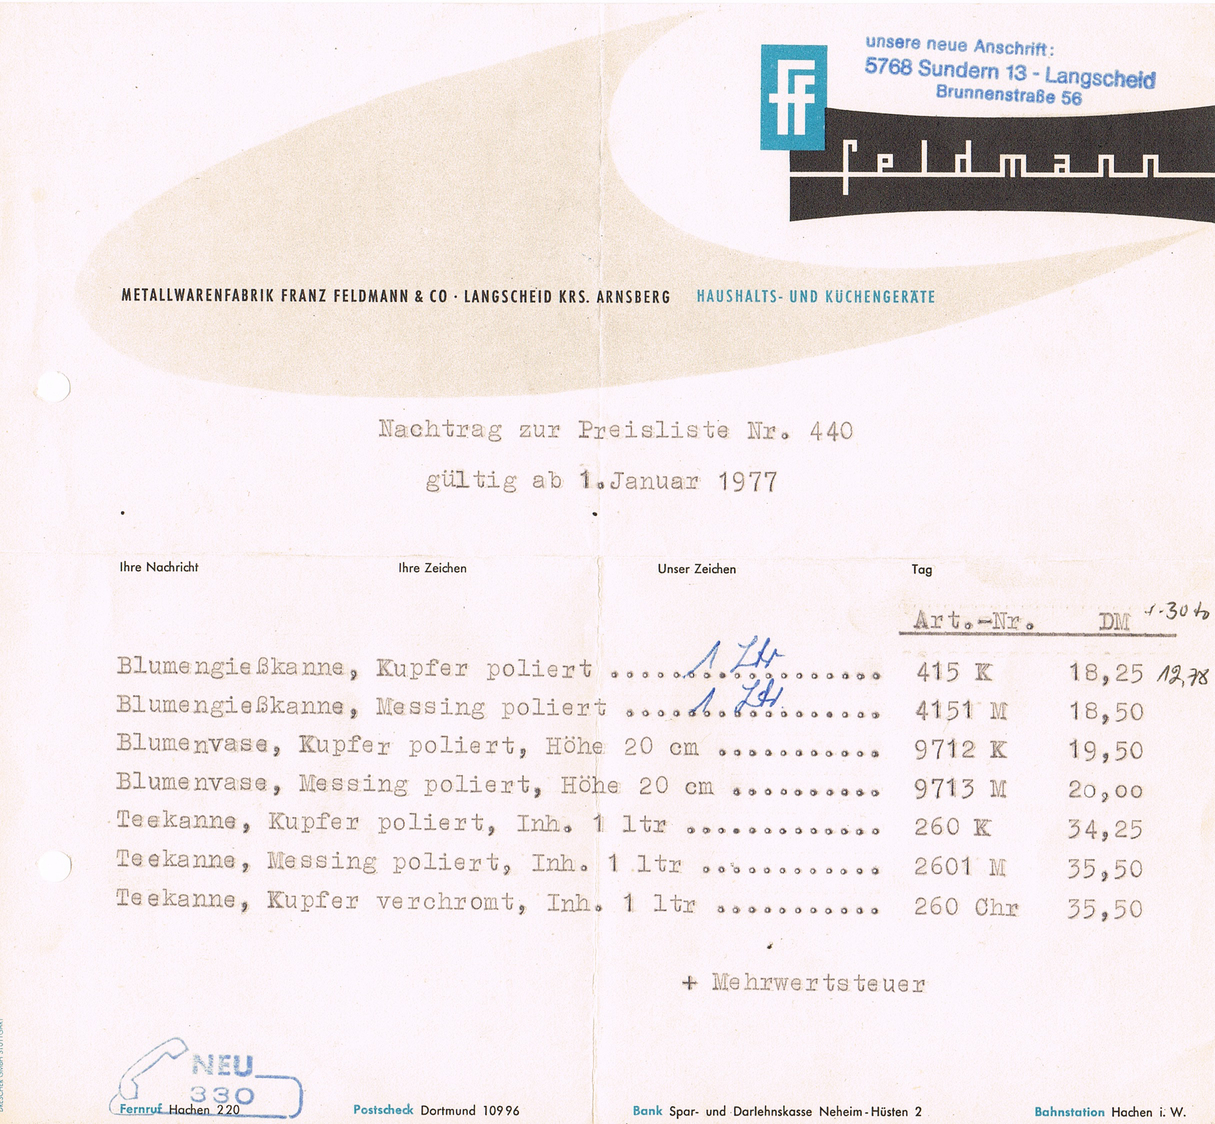 unsere neue Anschrift:
5768 Sundern 13 - Langscheid
Brunnenstraße 56
ff
feldmann
METALLWARENFABRIK FRANZ FELDMANN & CO · LANGSCHEID KRS. ARNSBERG HAUSHALTS- UND KÜCHENGERÄTE
Nachtrag zur Preisliste Nr. 440
gültig ab 1.Januar 1977
Ihre Nachricht Ihre Zeichen Unser Zeichen Tag
Art.-Nr. DM -30%
1 Ltr
Blumengießkanne, Kupfer poliert .................. 415 K 18,25 12,78
1 Ltr
Blumengießkanne, Messing poliert ................. 4151 M 18,50
Blumenvase, Kupfer poliert, Höhe 20 cm ........... 9712 K 19,50
Blumenvase, Messing poliert, Höhe 20 cm .......... 9713 M 20,00
Teekanne, Kupfer poliert, Inh. 1 ltr ............. 260 K 34,25
Teekanne, Messing poliert, Inh. 1 ltr ............ 2601 M 35,50
Teekanne, Kupfer verchromt, Inh. 1 ltr ........... 260 Chr 35,50
+ Mehrwertsteuer
NEU
330
Fernruf Hachen 220 Postscheck Dortmund 10996 Bank Spar- und Darlehnskasse Neheim-Hüsten 2 Bahnstation Hachen i. W.